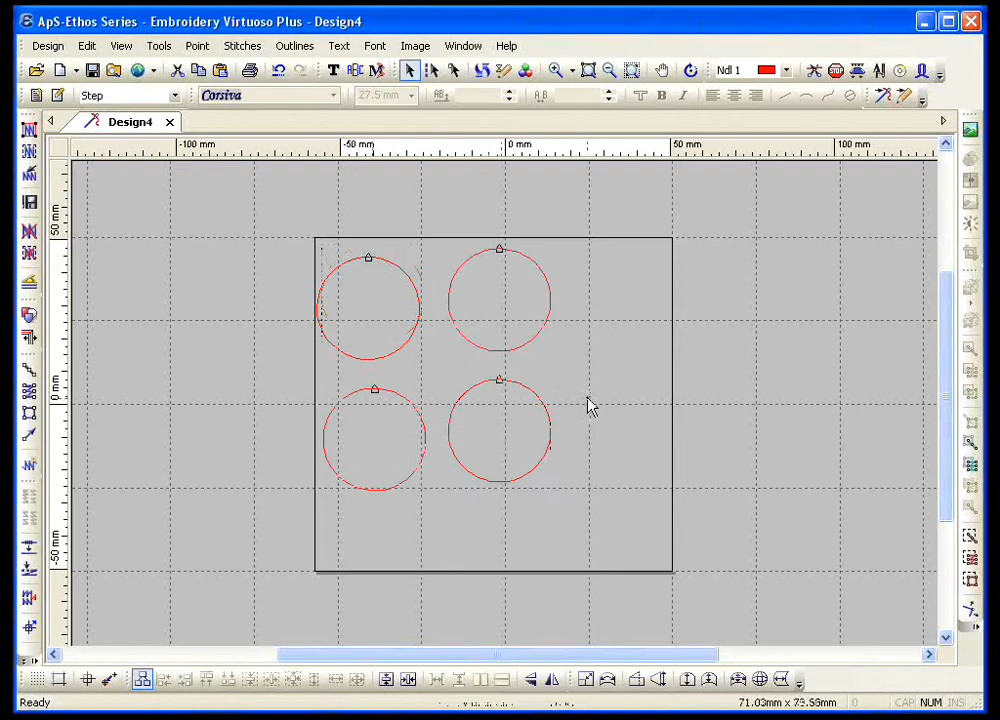 ApS-Ethos Series - Embroidery Virtuoso Plus - Design4
Design Edit View Tools Point Stitches Outlines Text Font Image Window Help
Ndl 1
Step Corsiva 27.5 mm
Design4
-100 mm -50 mm 0 mm 50 mm 100 mm
50 mm
0 mm
-50 mm
Ready 71.03mm x 79.59mm 0 CAP NUM INS